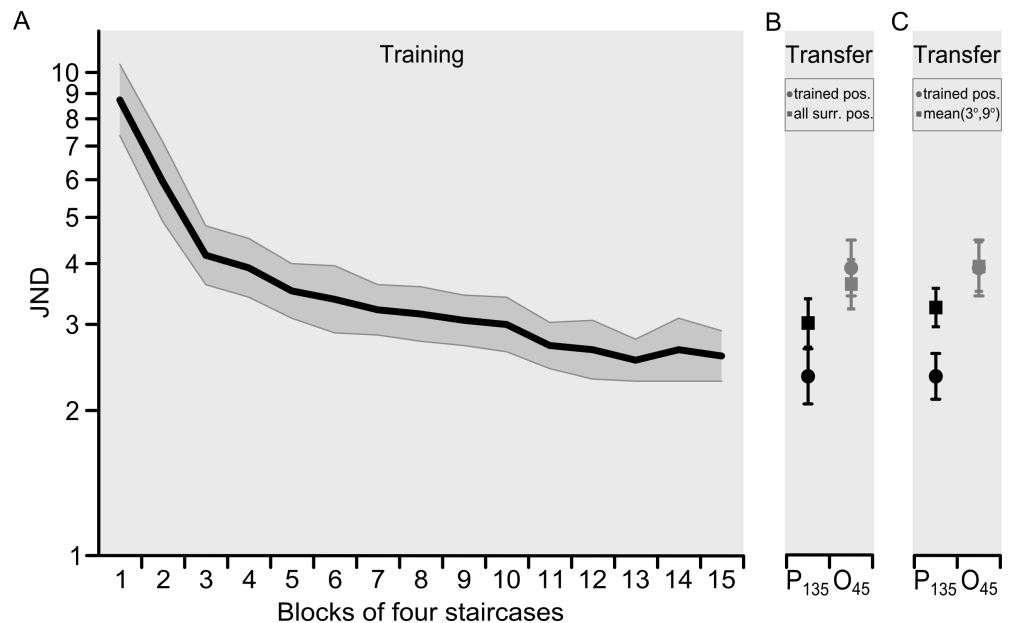 A
B
C
Training
Transfer
Transfer
trained pos.
all surr. pos.
trained pos.
mean(3°,9°)
10
9
8
7
6
5
4
3
2
1
JND
1 2 3 4 5 6 7 8 9 10 11 12 13 14 15
Blocks of four staircases
P135 O45
P135 O45